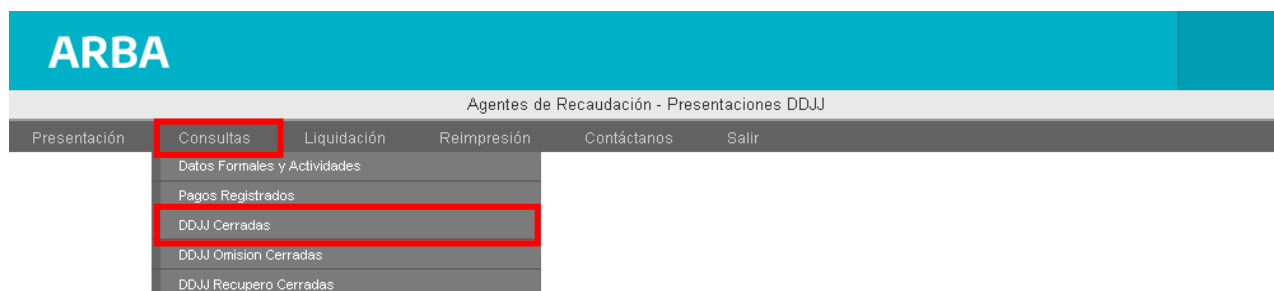 ARBA
Agentes de Recaudación - Presentaciones DDJJ
Presentación Consultas Liquidación Reimpresión Contáctanos Salir
Datos Formales y Actividades
Pagos Registrados
DDJJ Cerradas
DDJJ Omision Cerradas
DDJJ Recupero Cerradas